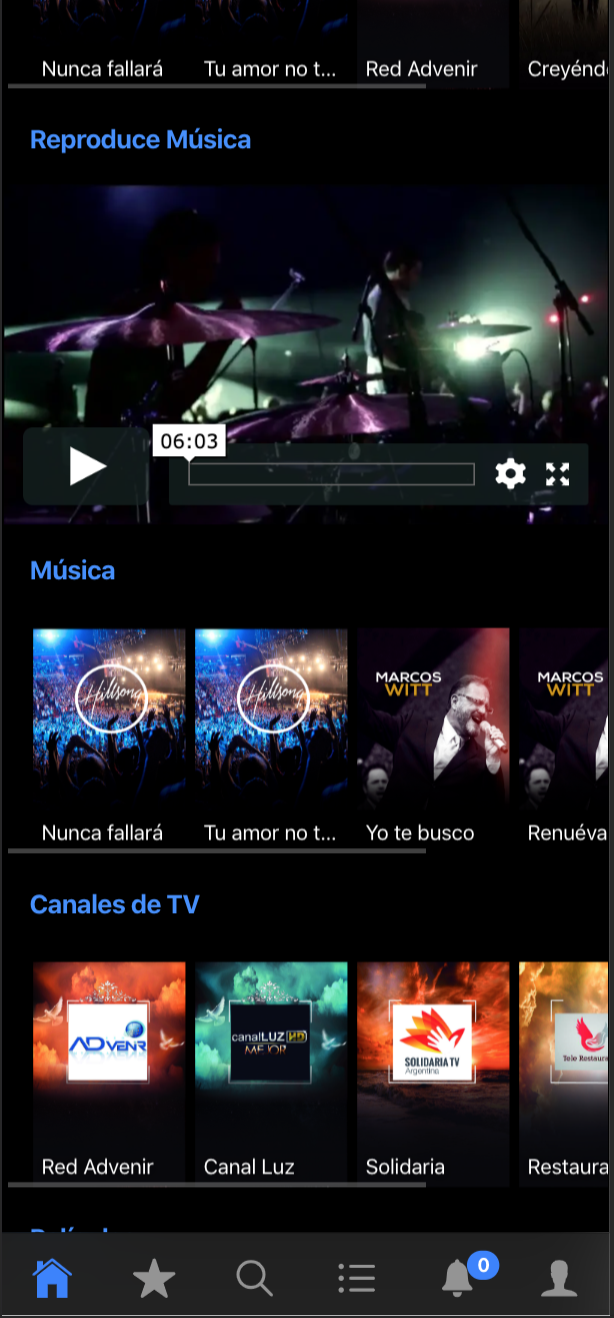 Nunca fallará
Tu amor no t...
Red Advenir
Creyénd
Reproduce Música
06:03
Música
Hillsong
Hillsong
MARCOS
WITT
MARCOS
WITT
Nunca fallará
Tu amor no t...
Yo te busco
Renuéva
Canales de TV
ADvenir
canalLUZ HD
MEJOR
SOLIDARIA TV
Argentina
Tele Restaura
Red Advenir
Canal Luz
Solidaria
Restaura
0